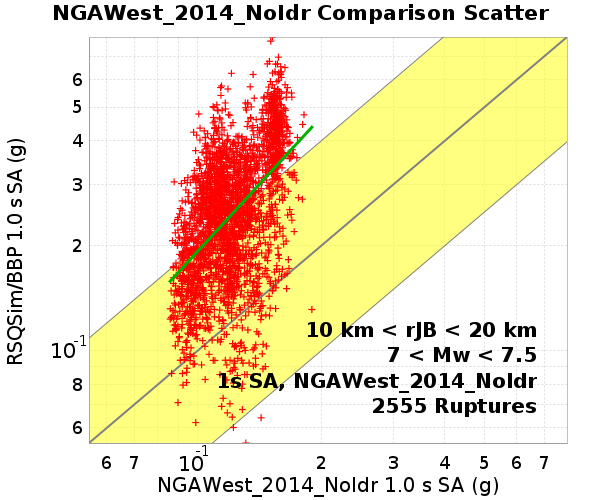 NGAWest_2014_NoIdr Comparison Scatter
RSQSim/BBP 1.0 s SA (g)
6
5
4
3
2
10^-1
8
6
10 km < rJB < 20 km
7 < Mw < 7.5
1s SA, NGAWest_2014_NoIdr
2555 Ruptures
6 7 10^-1 2 3 4 5 6 7
NGAWest_2014_NoIdr 1.0 s SA (g)